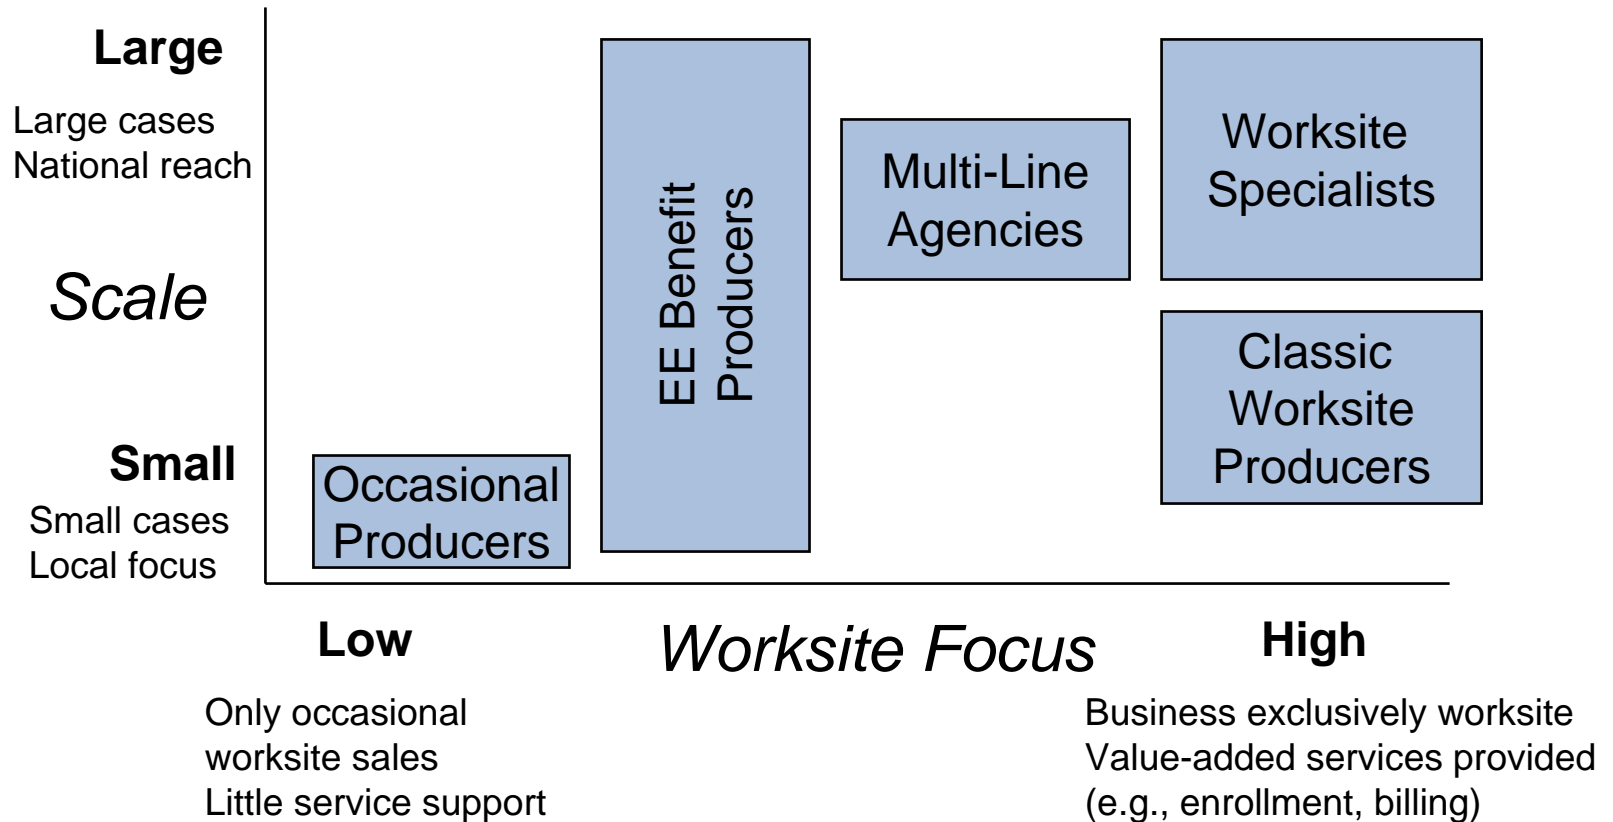 Large
Large cases
National reach
Scale
Small
Small cases
Local focus
Occasional
Producers
EE Benefit
Producers
Multi-Line
Agencies
Worksite
Specialists
Classic
Worksite
Producers
Low
Worksite Focus
High
Only occasional
worksite sales
Little service support
Business exclusively worksite
Value-added services provided
(e.g., enrollment, billing)